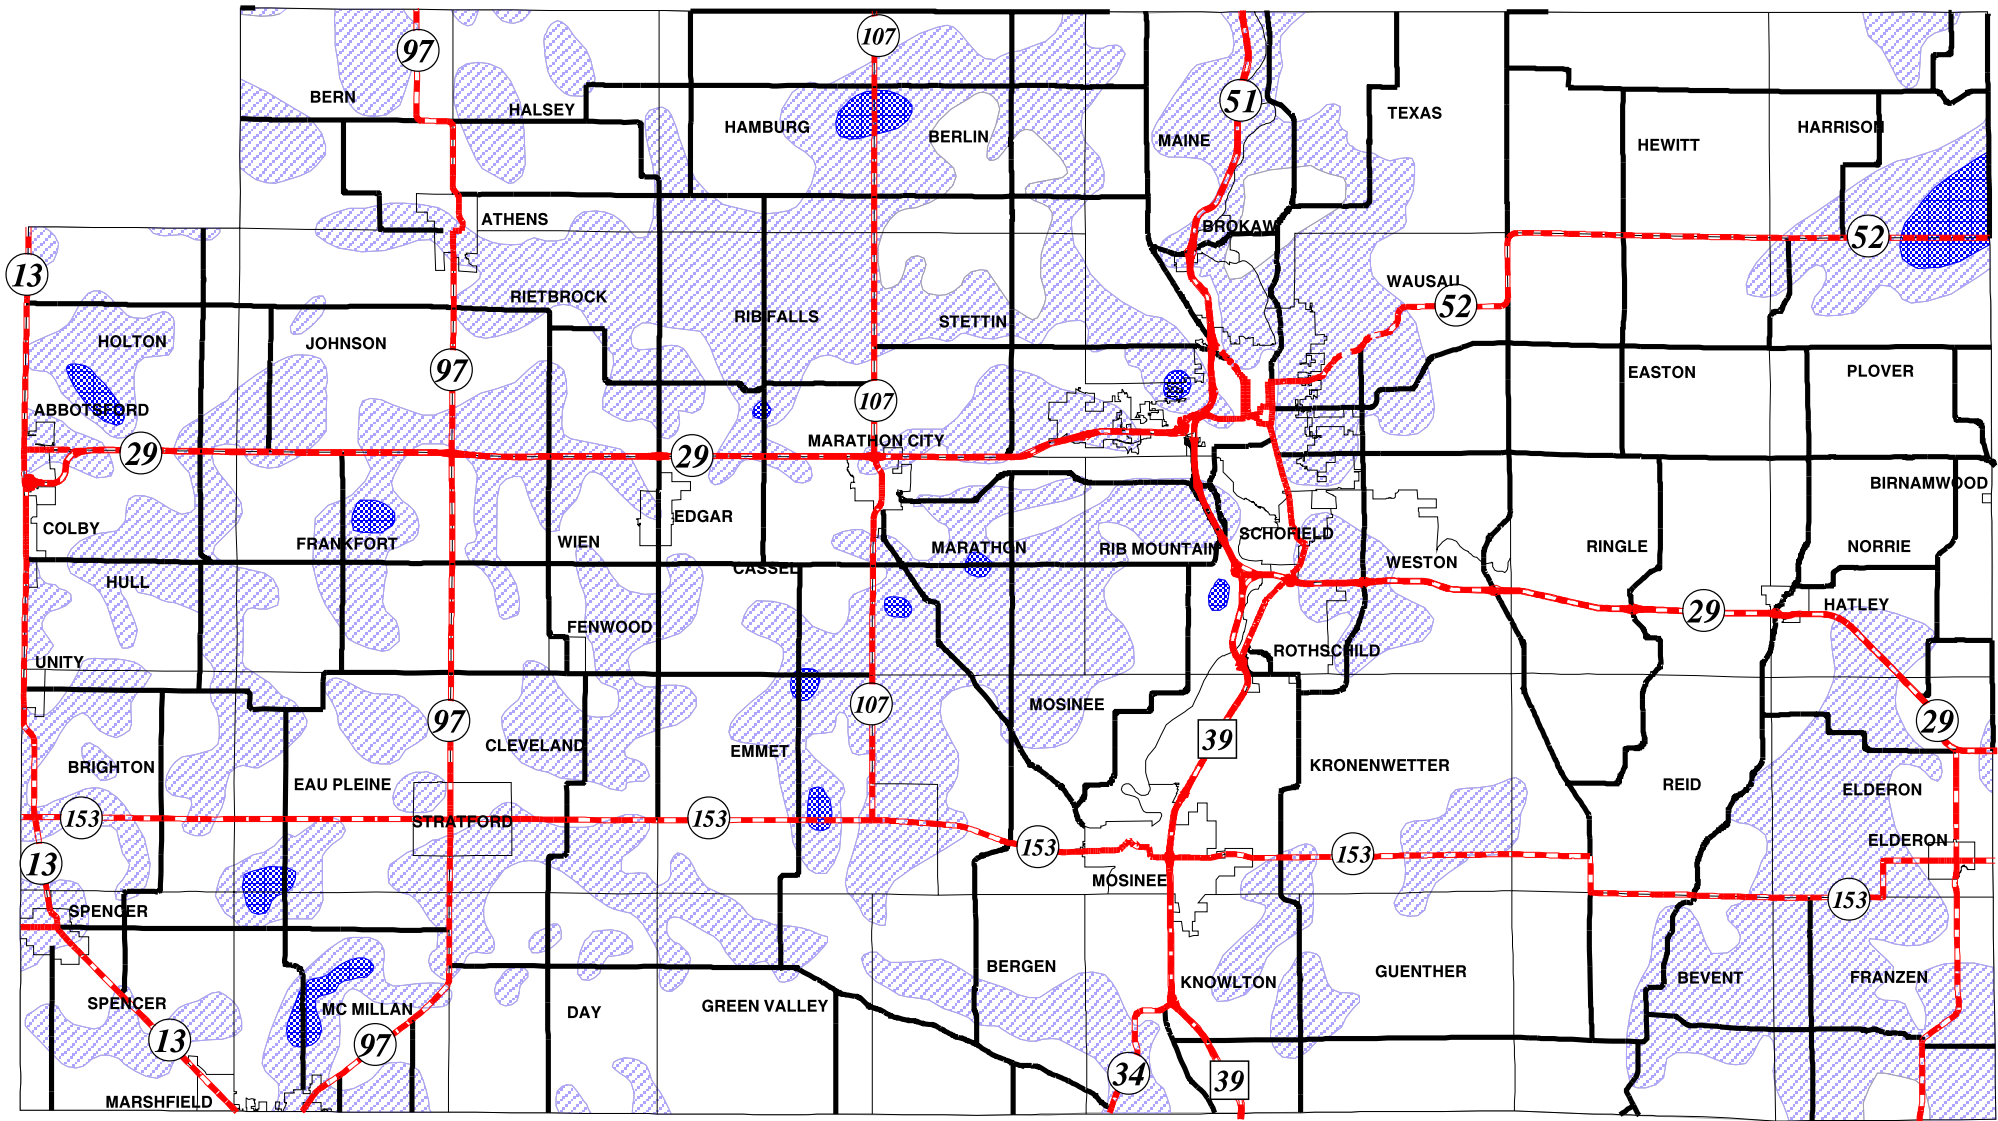 107
97
BERN
HALSEY
51
HAMBURG
BERLIN
MAINE
TEXAS
HEWITT
HARRISON
ATHENS
BROKAW
52
13
RIETBROCK
WAUSAU
52
RIB FALLS
STETTIN
HOLTON
JOHNSON
97
EASTON
PLOVER
107
ABBOTSFORD
MARATHON CITY
29
29
BIRNAMWOOD
EDGAR
COLBY
FRANKFORT
WIEN
MARATHON
RIB MOUNTAIN
SCHOFIELD
RINGLE
NORRIE
WESTON
CASSEL
HULL
29
HATLEY
FENWOOD
ROTHSCHILD
UNITY
107
MOSINEE
97
29
39
CLEVELAND
EMMET
BRIGHTON
KRONENWETTER
EAU PLEINE
REID
ELDERON
153
STRATFORD
153
ELDERON
153
153
13
MOSINEE
153
SPENCER
BERGEN
GUENTHER
BEVENT
FRANZEN
KNOWLTON
SPENCER
MC MILLAN
DAY
GREEN VALLEY
13
97
34
39
MARSHFIELD